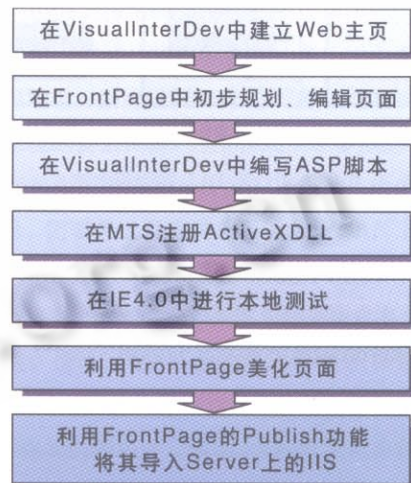 在VisualInterDev中建立Web主页
在FrontPage中初步规划、编辑页面
在VisualInterDev中编写ASP脚本
在MTS注册ActiveXDLL
在IE4.0中进行本地测试
利用FrontPage美化页面
利用FrontPage的Publish功能
将其导入Server上的IIS